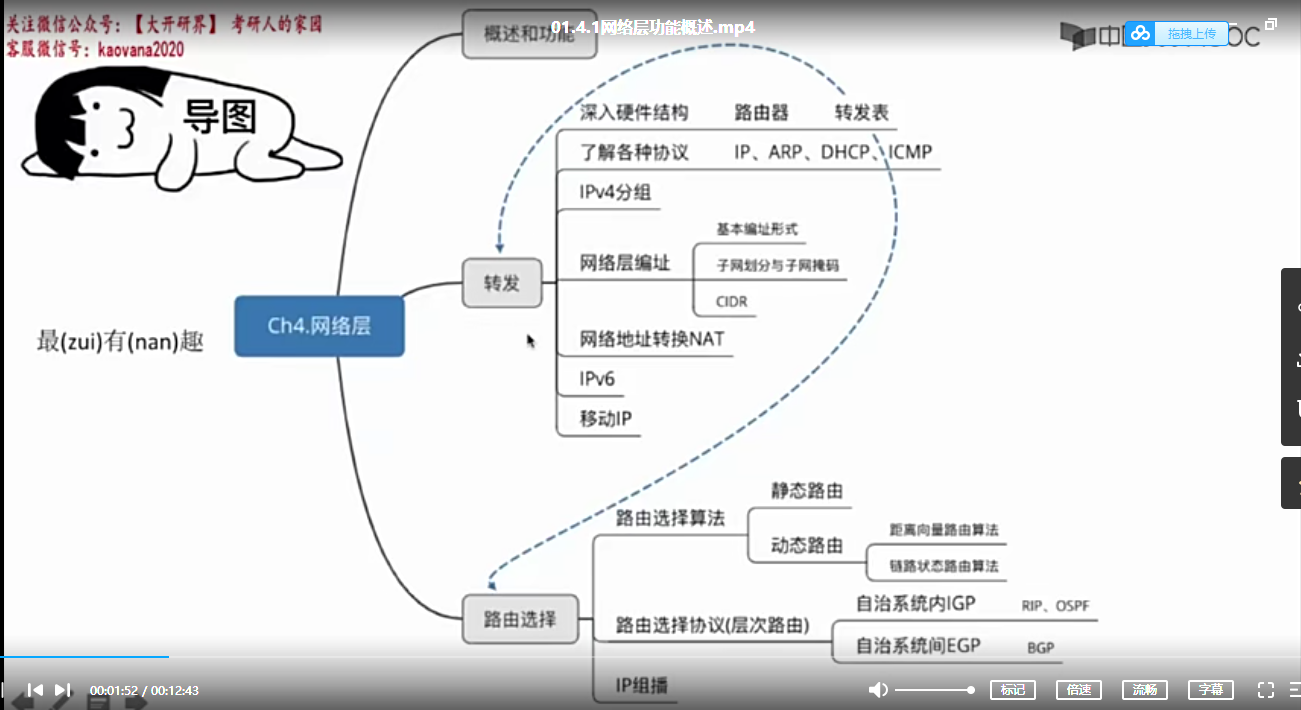 关注微信公众号：【大开研界】 考研人的家园
客服微信号：kaovana2020
01.4.1网络层功能概述.mp4
拖拽上传
概述和功能
导图
深入硬件结构 路由器 转发表
了解各种协议 IP、ARP、DHCP、ICMP
IPv4分组
基本编址形式
网络层编址
子网划分与子网掩码
CIDR
转发
网络地址转换NAT
IPv6
移动IP
Ch4.网络层
最(zui)有(nan)趣
静态路由
路由选择算法
动态路由
距离向量路由算法
链路状态路由算法
路由选择
自治系统内IGP RIP、OSPF
路由选择协议(层次路由)
自治系统间EGP BGP
IP组播
00:01:52 / 00:12:43
标记
倍速
流畅
字幕